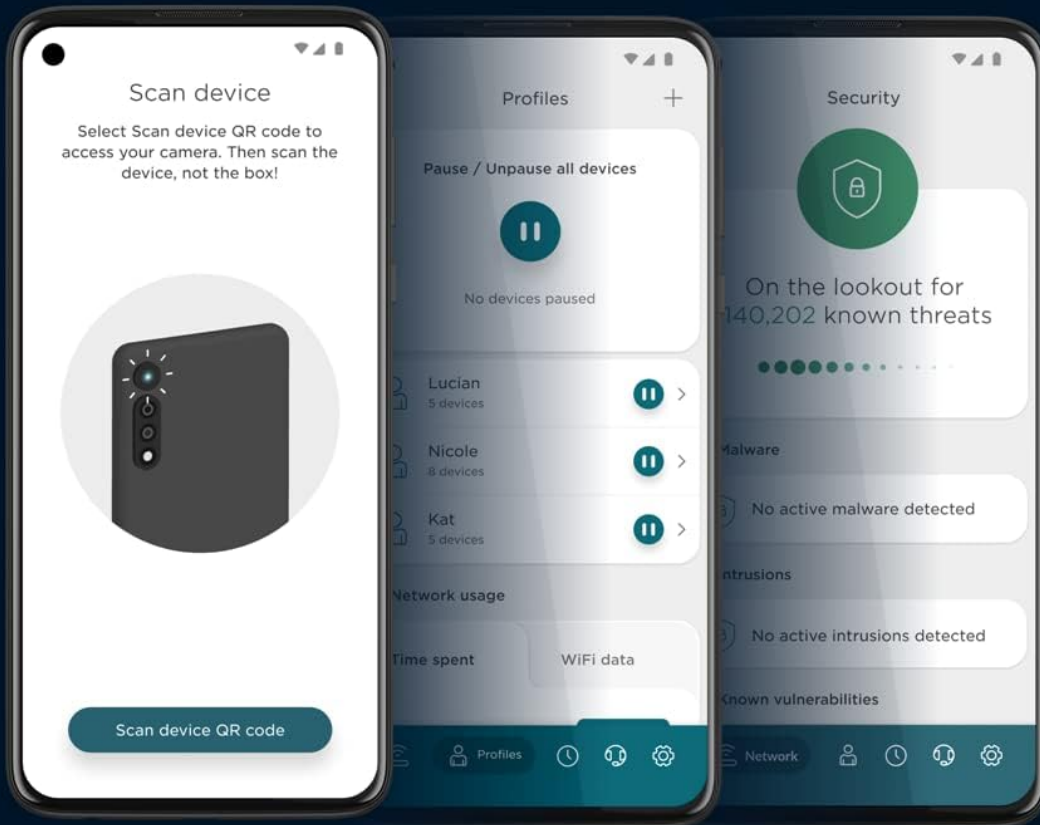 Scan device
Select Scan device QR code to
access your camera. Then scan the
device, not the box!
Scan device QR code
Profiles
Pause / Unpause all devices
No devices paused
Lucian
5 devices
Nicole
8 devices
Kat
5 devices
Network usage
Time spent
WiFi data
Profiles
Security
On the lookout for
140,202 known threats
Malware
No active malware detected
Intrusions
No active intrusions detected
Known vulnerabilities
Network